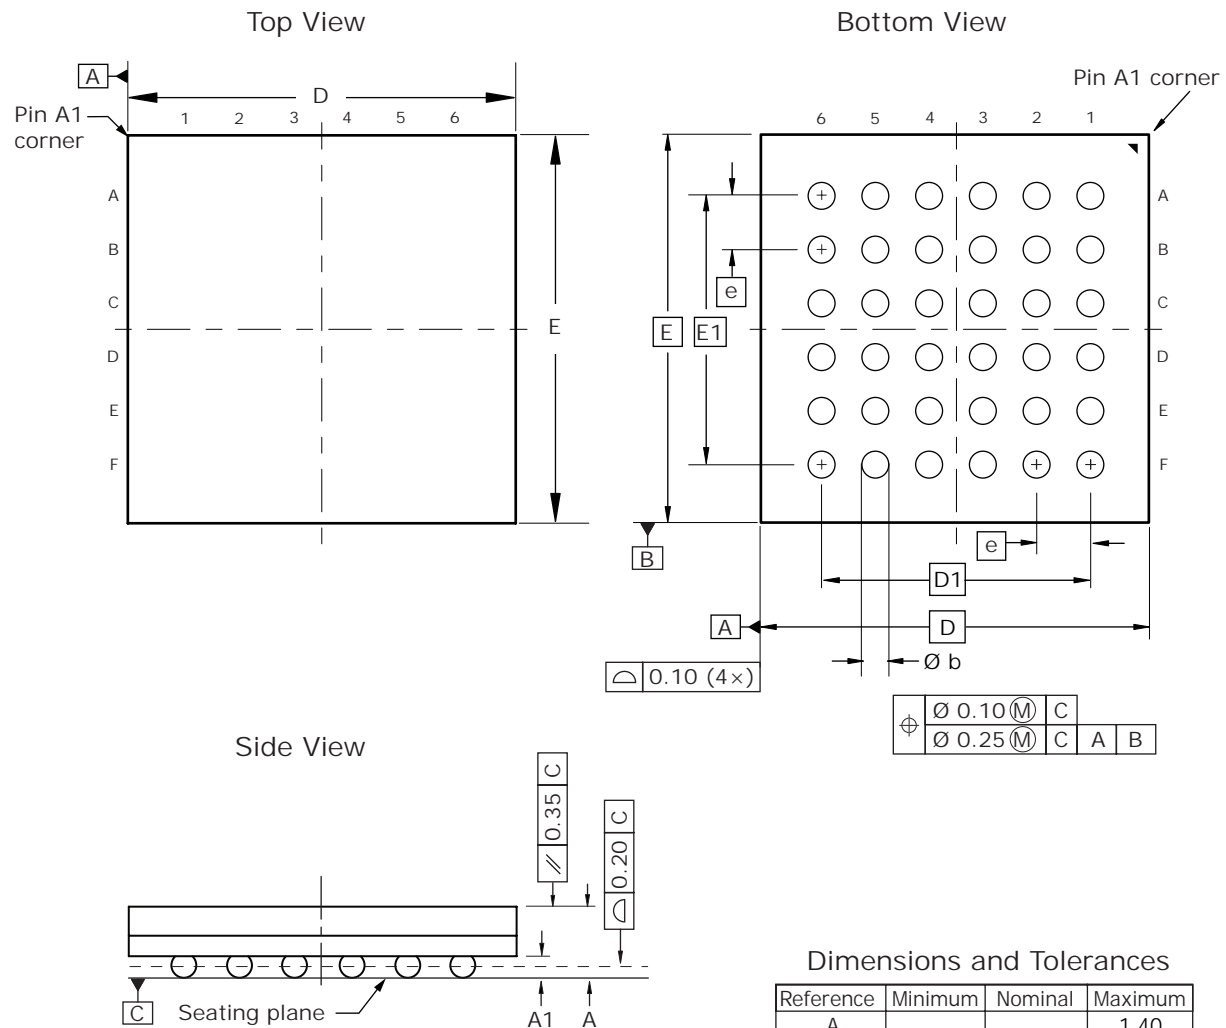 Top View
Bottom View
A
D
Pin A1 corner
Pin A1
corner
1 2 3 4 5 6
6 5 4 3 2 1
A
B
C
D
E
F
E
A
B
C
D
E
F
e
E
E1
B
e
D1
A
D
Ø b
0.10 (4×)
⌖ Ø 0.10 Ⓜ C
Ø 0.25 Ⓜ C A B
Side View
// 0.35 C
0.20 C
C
Seating plane
A1
A
Dimensions and Tolerances
Reference Minimum Nominal Maximum
A 1.40